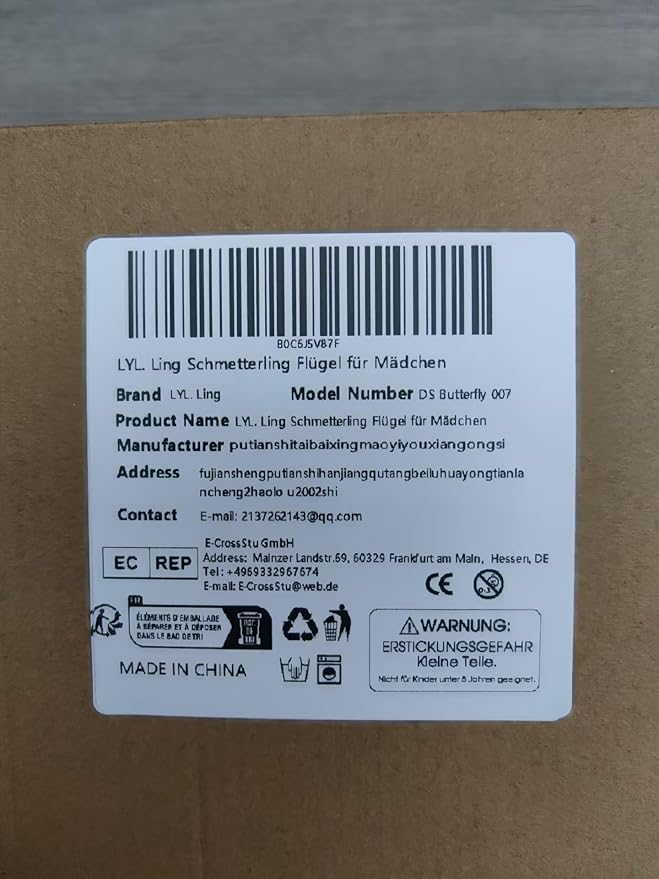 B0C6J5V87F
LYL. Ling Schmetterling Flügel für Mädchen
Brand LYL. Ling Model Number DS Butterfly 007
Product Name LYL. Ling Schmetterling Flügel für Mädchen
Manufacturer putianshitaibaixingmaoyiyouxiangongsi
Address fujianshengputianshihanjiangqutangbeiluhuayongtianla
ncheng2haolo u2002shi
Contact E-mail: 2137262143@qq.com
EC REP
E-CrossStu GmbH
Address: Mainzer Landstr.69, 60329 Frankfurt am Main, Hessen, DE
Tel: +4969332967674
E-mail: E-CrossStu@web.de
CE
0-3
ÉLÉMENTS D'EMBALLAGE
À SÉPARER ET À DÉPOSER
DANS LE BAC DE TRI
MADE IN CHINA
WARNUNG:
ERSTICKUNGSGEFAHR
Kleine Teile.
Nicht für Kinder unter 3 Jahren geeignet.